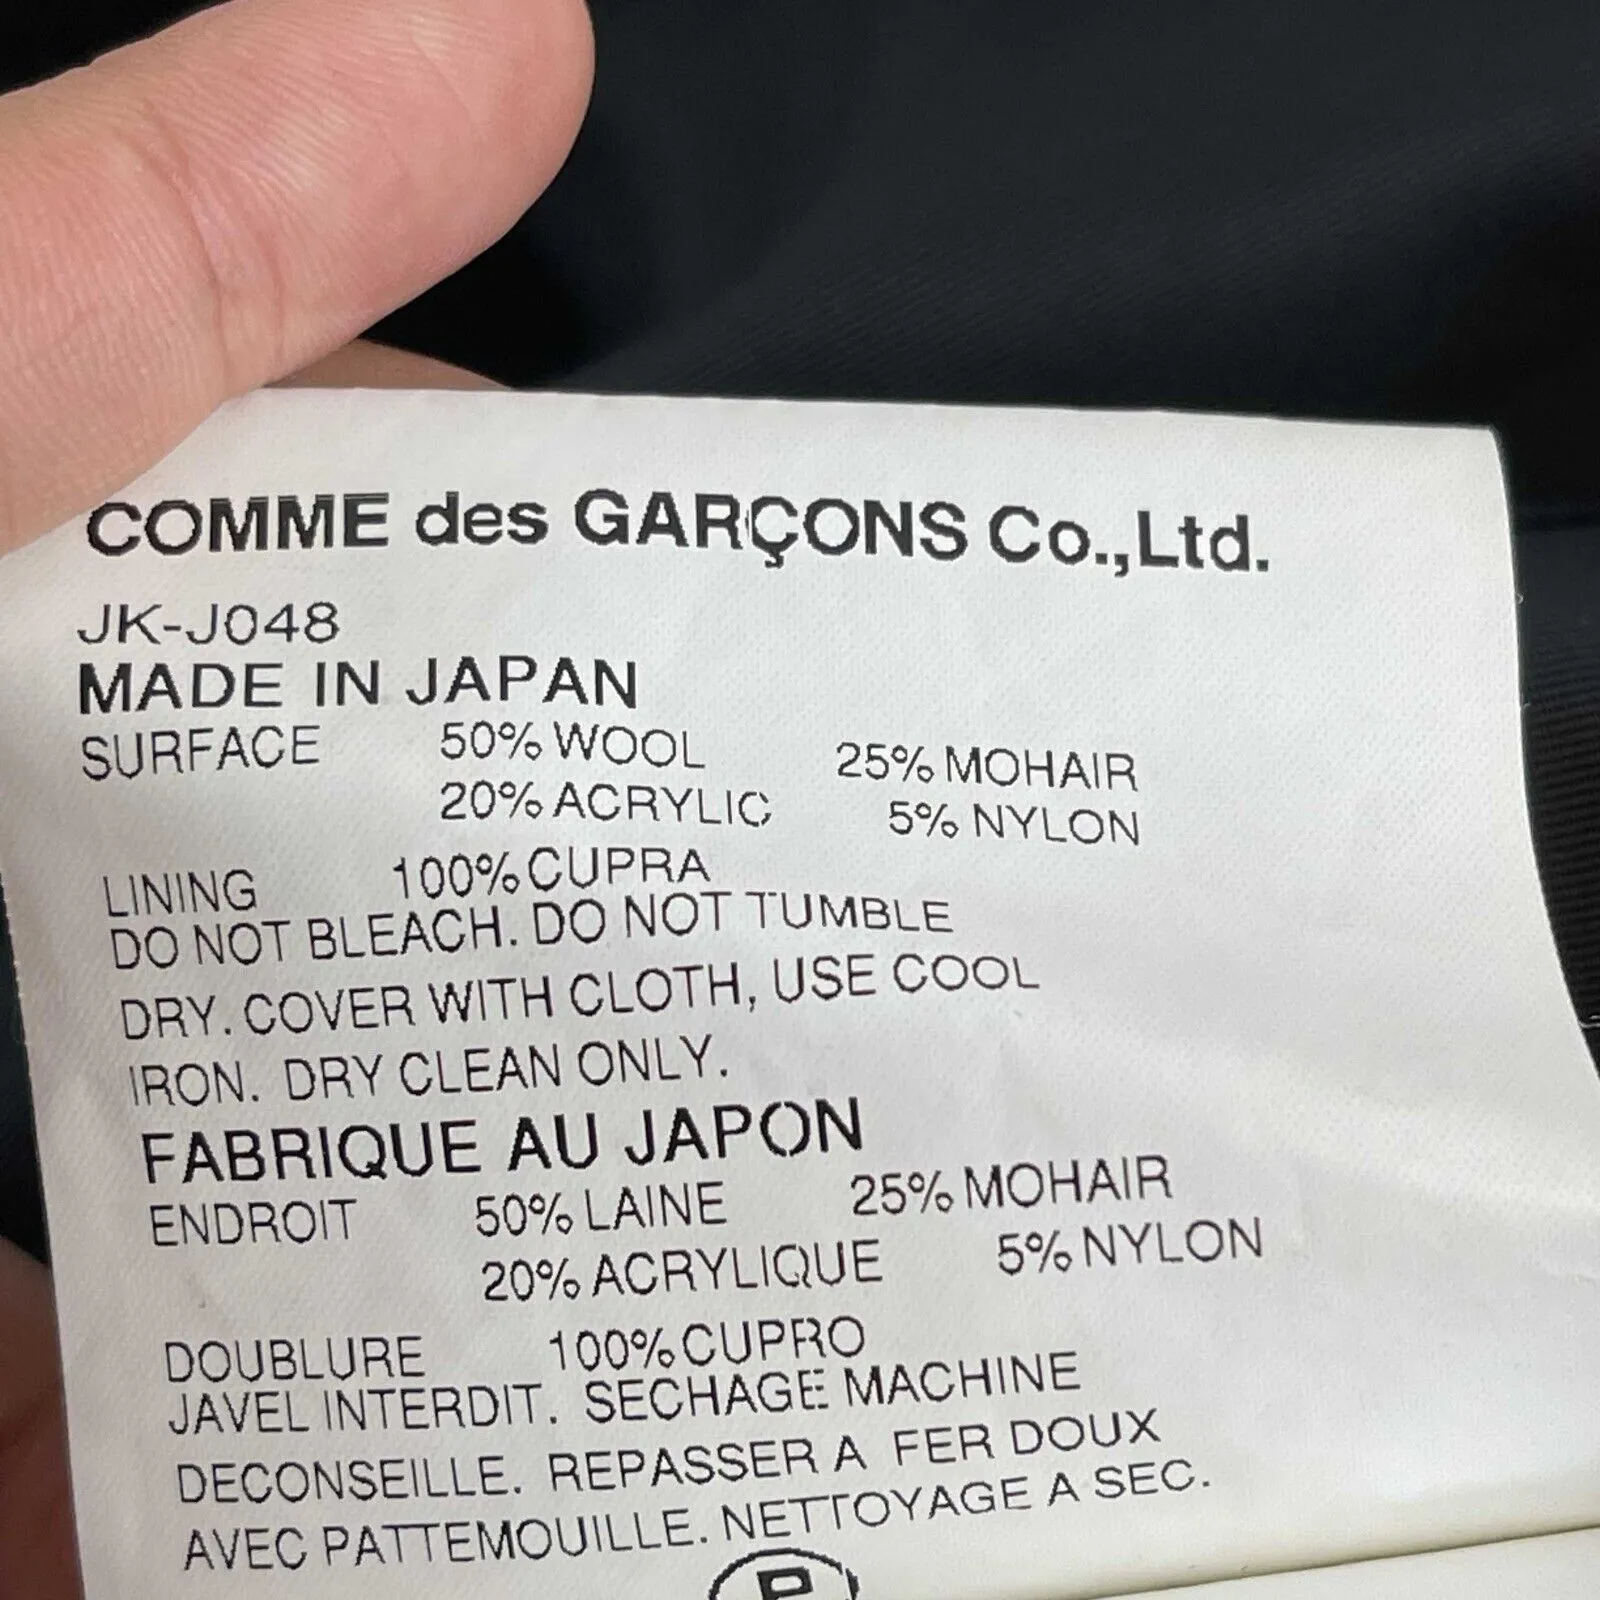 COMME des GARÇONS Co.,Ltd.
JK-J048
MADE IN JAPAN
SURFACE 50% WOOL 25% MOHAIR
20% ACRYLIC 5% NYLON
LINING 100% CUPRA
DO NOT BLEACH. DO NOT TUMBLE
DRY. COVER WITH CLOTH, USE COOL
IRON. DRY CLEAN ONLY.
FABRIQUE AU JAPON
ENDROIT 50% LAINE 25% MOHAIR
20% ACRYLIQUE 5% NYLON
DOUBLURE 100% CUPRO
JAVEL INTERDIT. SECHAGE MACHINE
DECONSEILLE. REPASSER A FER DOUX
AVEC PATTEMOUILLE. NETTOYAGE A SEC.
P